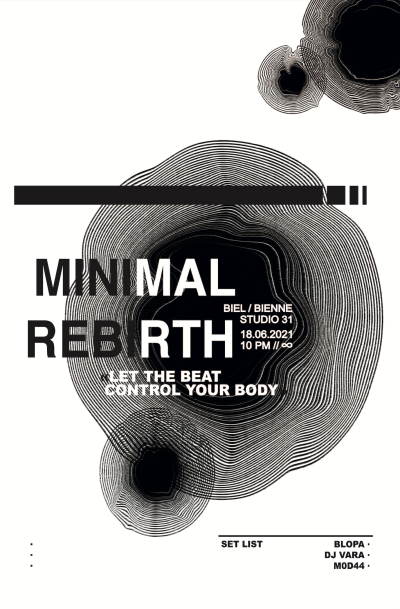 MINIMAL
REBIRTH
BIEL / BIENNE
STUDIO 31
18.06.2021
10 PM // ∞
«LET THE BEAT
CONTROL YOUR BODY»
SET LIST
BLOPA ·
DJ VARA ·
M0D44 ·